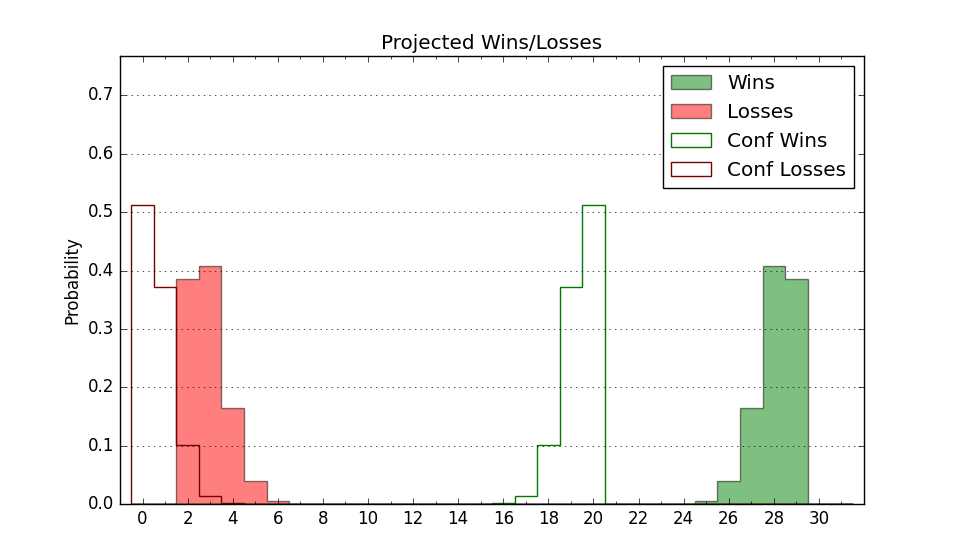 Projected Wins/Losses
Wins
Losses
Conf Wins
Conf Losses
Probability
0.7
0.6
0.5
0.4
0.3
0.2
0.1
0.0
0 2 4 6 8 10 12 14 16 18 20 22 24 26 28 30